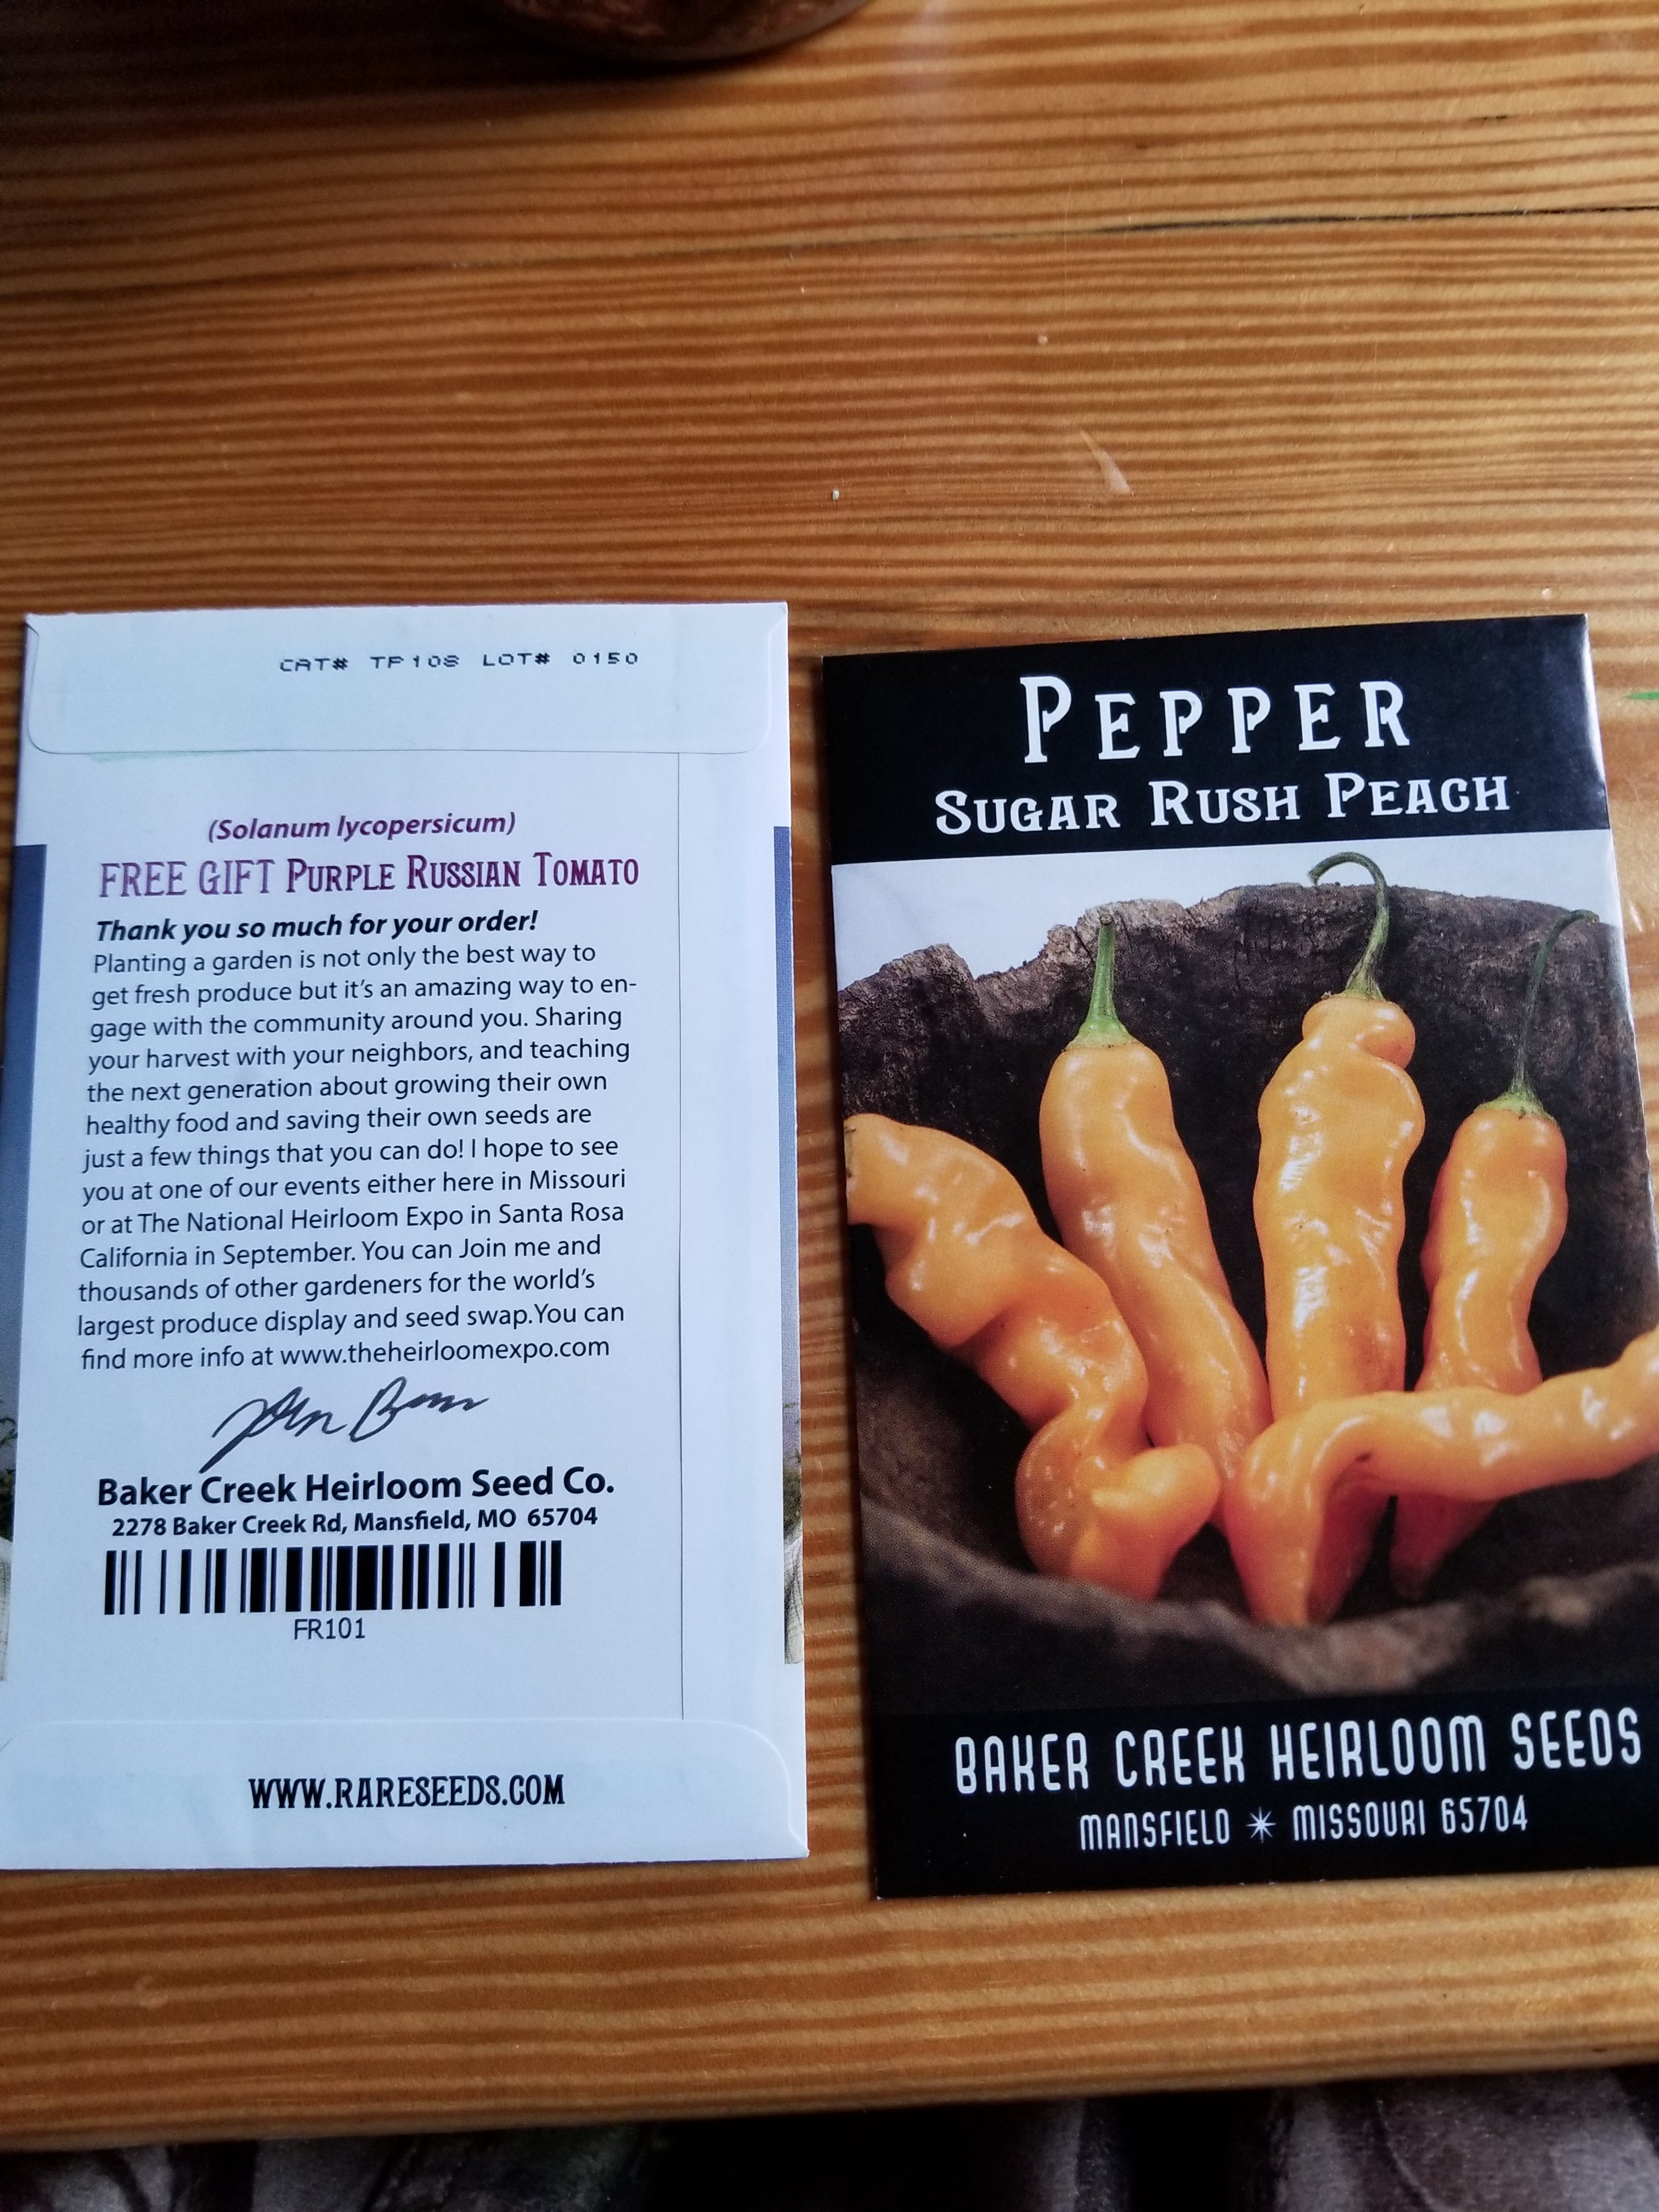 CAT# TF108 LOT# 0150
(Solanum lycopersicum)
FREE GIFT PURPLE RUSSIAN TOMATO
Thank you so much for your order!
Planting a garden is not only the best way to
get fresh produce but it's an amazing way to en-
gage with the community around you. Sharing
your harvest with your neighbors, and teaching
the next generation about growing their own
healthy food and saving their own seeds are
just a few things that you can do! I hope to see
you at one of our events either here in Missouri
or at The National Heirloom Expo in Santa Rosa
California in September. You can Join me and
thousands of other gardeners for the world's
largest produce display and seed swap.You can
find more info at www.theheirloomexpo.com
Baker Creek Heirloom Seed Co.
2278 Baker Creek Rd, Mansfield, MO 65704
FR101
WWW.RARESEEDS.COM
PEPPER
SUGAR RUSH PEACH
BAKER CREEK HEIRLOOM SEEDS
MANSFIELD * MISSOURI 65704